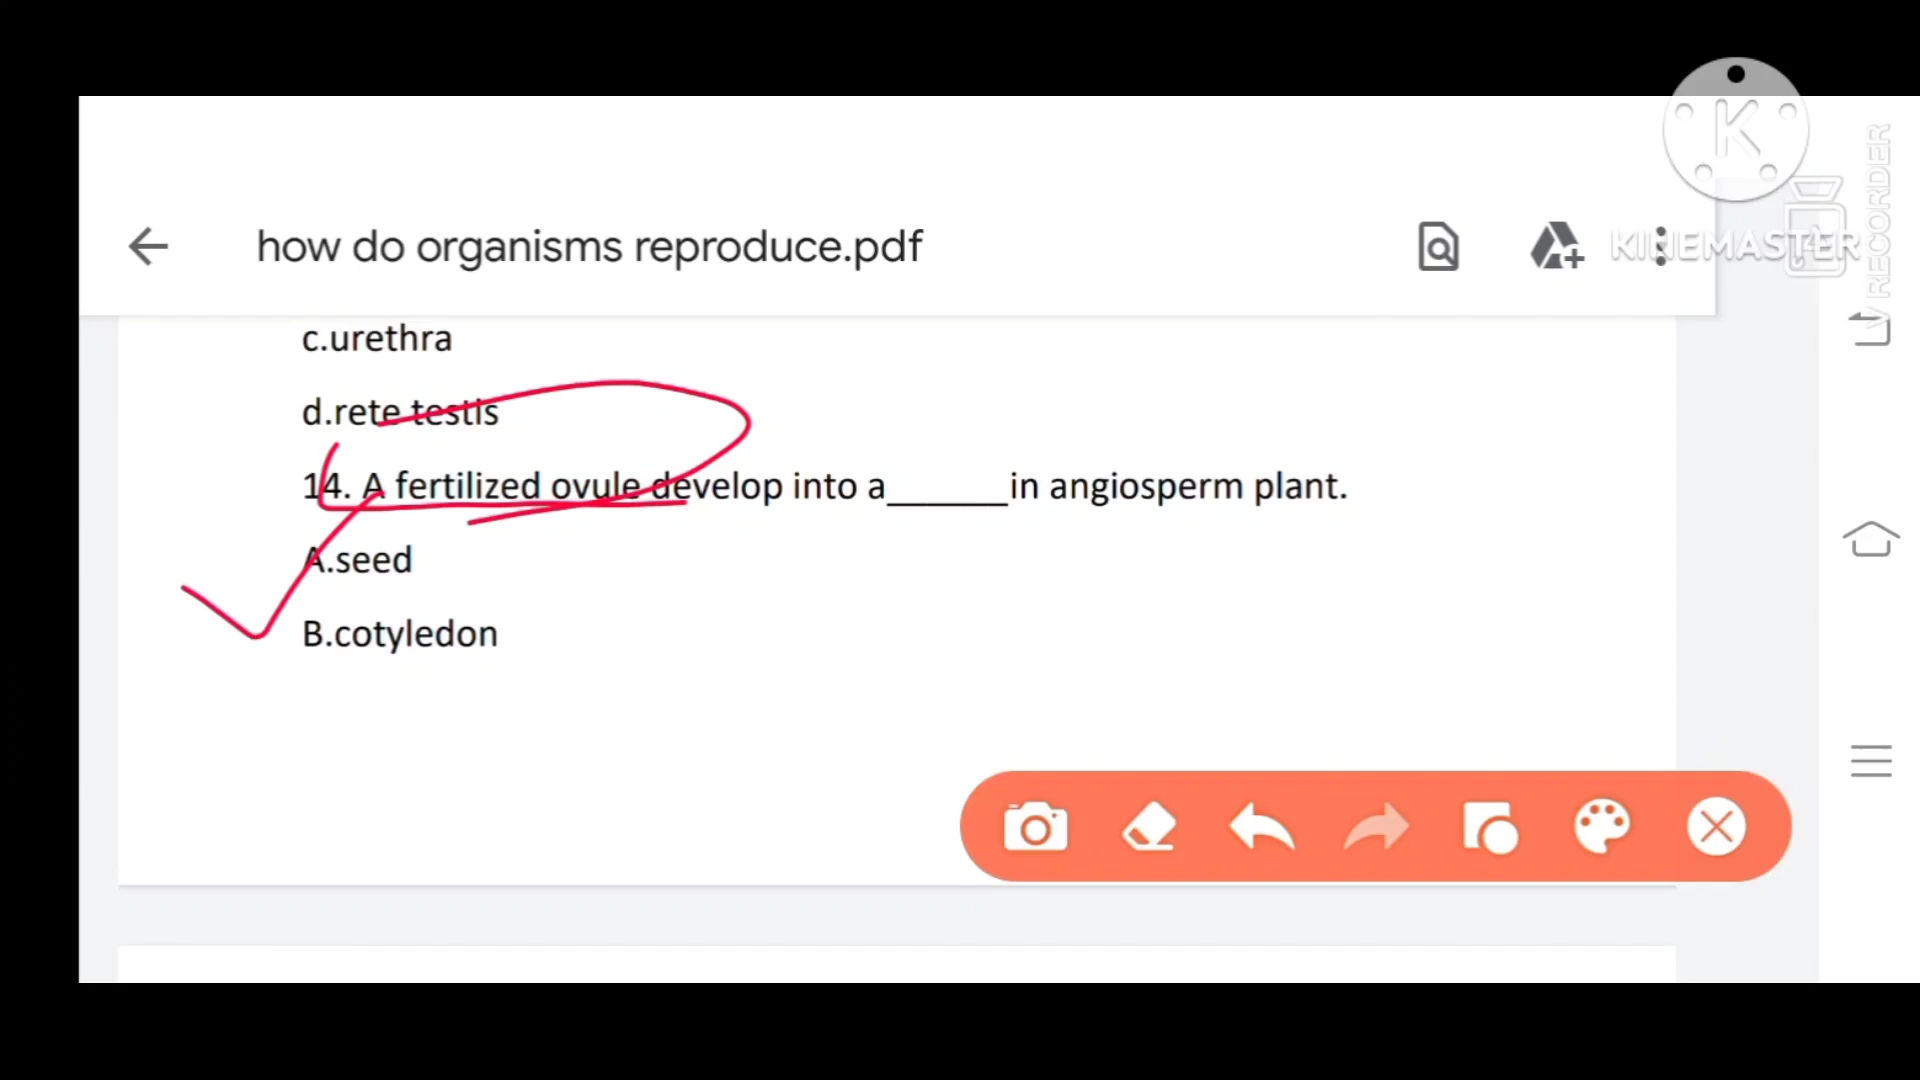 K
how do organisms reproduce.pdf
KINEMASTER
V RECORDER
c.urethra
d.rete testis
14. A fertilized ovule develop into a______in angiosperm plant.
A.seed
B.cotyledon